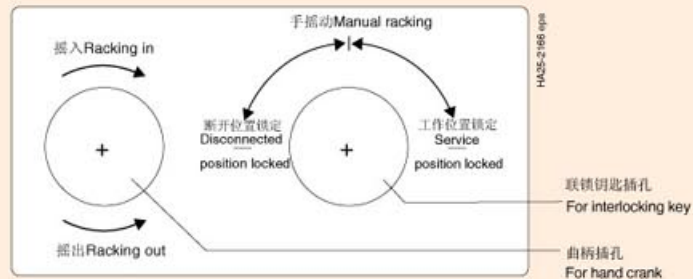 手摇动Manual racking
摇入Racking in
断开位置锁定
Disconnected
position locked
工作位置锁定
Service
position locked
摇出Racking out
HA25-2166 eps
联锁钥匙插孔
For interlocking key
曲柄插孔
For hand crank